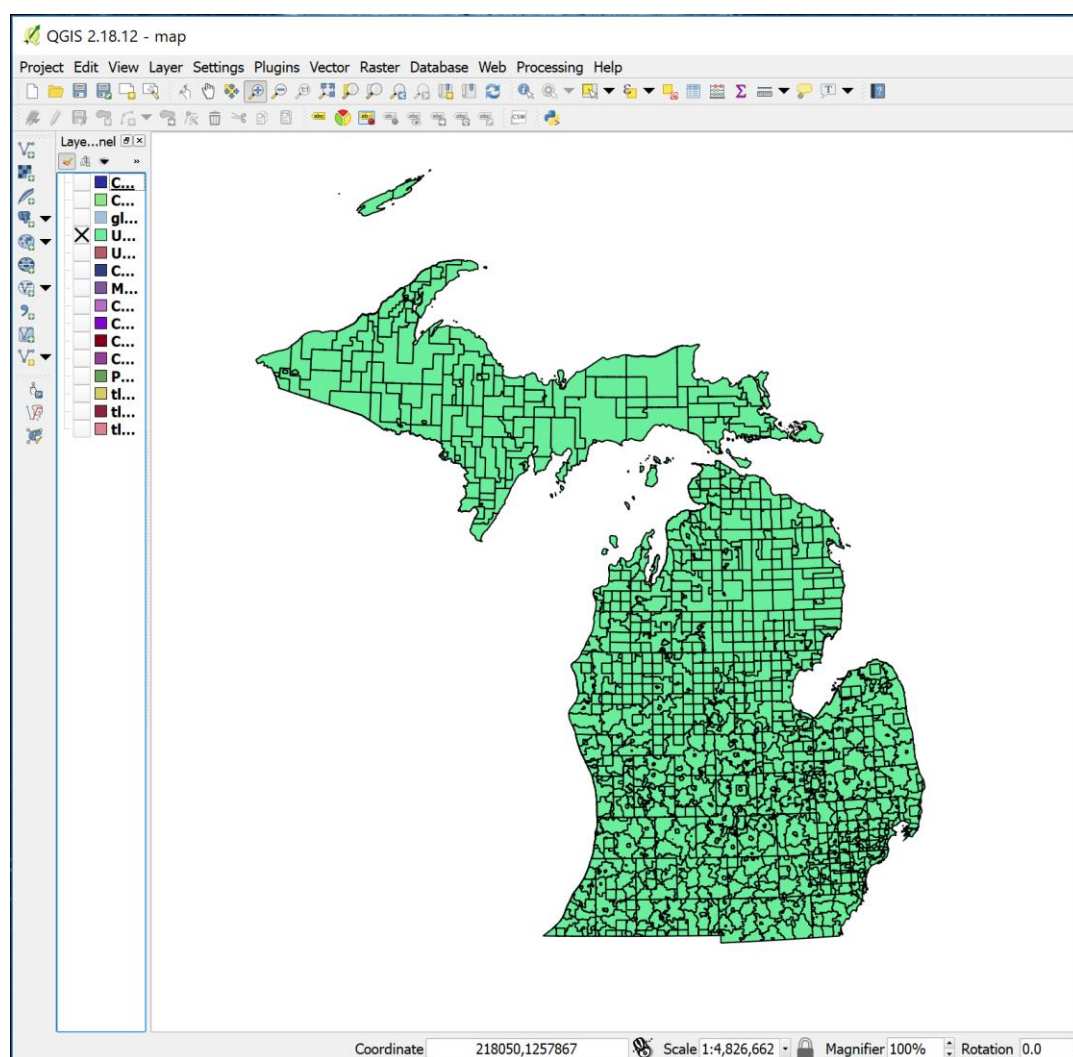 QGIS 2.18.12 - map
Project Edit View Layer Settings Plugins Vector Raster Database Web Processing Help
Laye...nel
»
C...
C...
gl...
U...
U...
C...
M...
C...
C...
C...
C...
P...
tl...
tl...
tl...
Coordinate 218050,1257867 Scale 1:4,826,662 Magnifier 100% Rotation 0.0